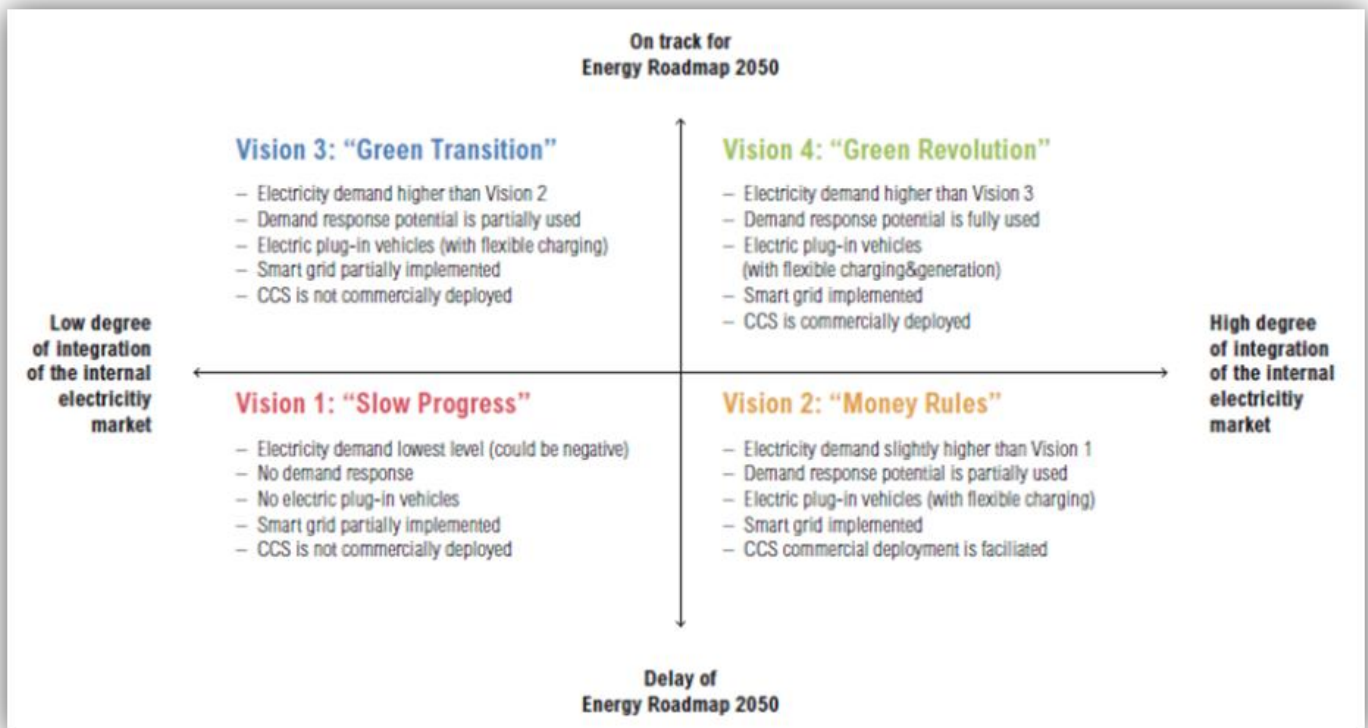 On track for
Energy Roadmap 2050
Vision 3: “Green Transition”
– Electricity demand higher than Vision 2
– Demand response potential is partially used
– Electric plug-in vehicles (with flexible charging)
– Smart grid partially implemented
– CCS is not commercially deployed
Vision 4: “Green Revolution”
– Electricity demand higher than Vision 3
– Demand response potential is fully used
– Electric plug-in vehicles
(with flexible charging&generation)
– Smart grid implemented
– CCS is commercially deployed
Low degree
of integration
of the internal
electricitiy
market
High degree
of integration
of the internal
electricitiy
market
Vision 1: “Slow Progress”
– Electricity demand lowest level (could be negative)
– No demand response
– No electric plug-in vehicles
– Smart grid partially implemented
– CCS is not commercially deployed
Vision 2: “Money Rules”
– Electricity demand slightly higher than Vision 1
– Demand response potential is partially used
– Electric plug-in vehicles (with flexible charging)
– Smart grid implemented
– CCS commercial deployment is faciliated
Delay of
Energy Roadmap 2050